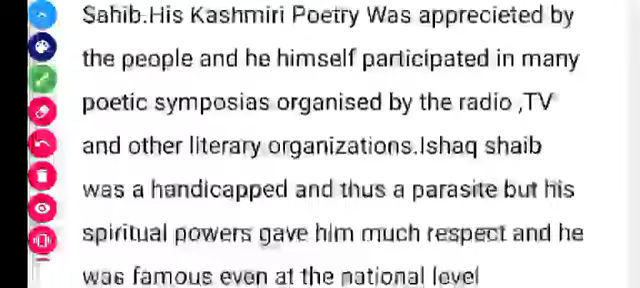 Sahib.His Kashmiri Poetry Was apprecieted by
the people and he himself participated in many
poetic symposias organised by the radio ,TV
and other literary organizations.Ishaq shaib
was a handicapped and thus a parasite but his
spiritual powers gave him much respect and he
was famous even at the national level